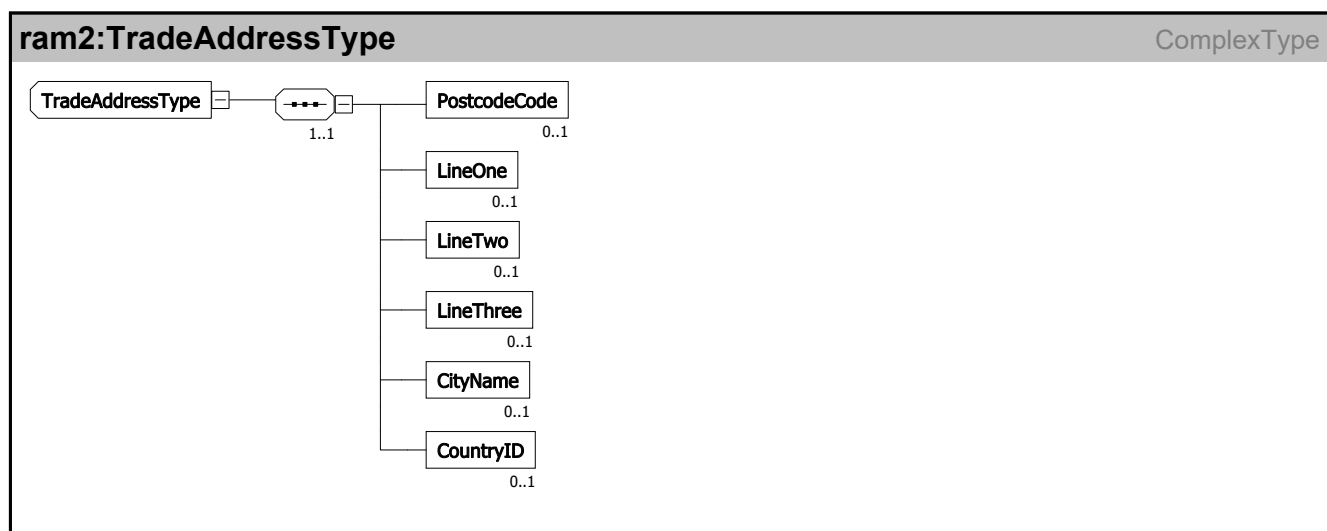 ram2:TradeAddressType ComplexType
TradeAddressType
1..1
PostcodeCode
0..1
LineOne
0..1
LineTwo
0..1
LineThree
0..1
CityName
0..1
CountryID
0..1